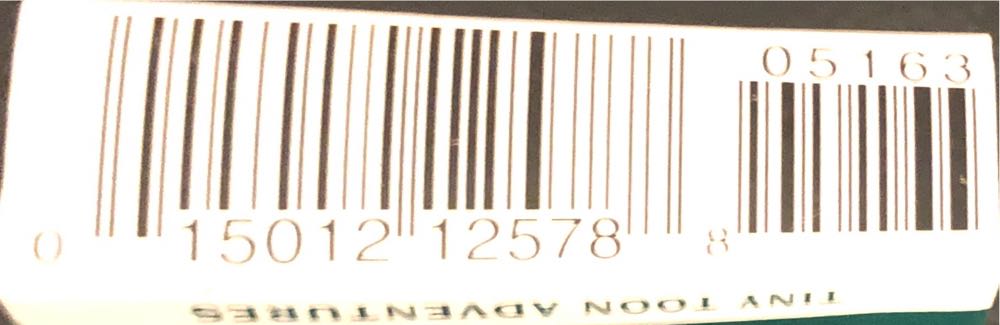 05163
0 15012 12578 8
TINY TOON ADVENTURES